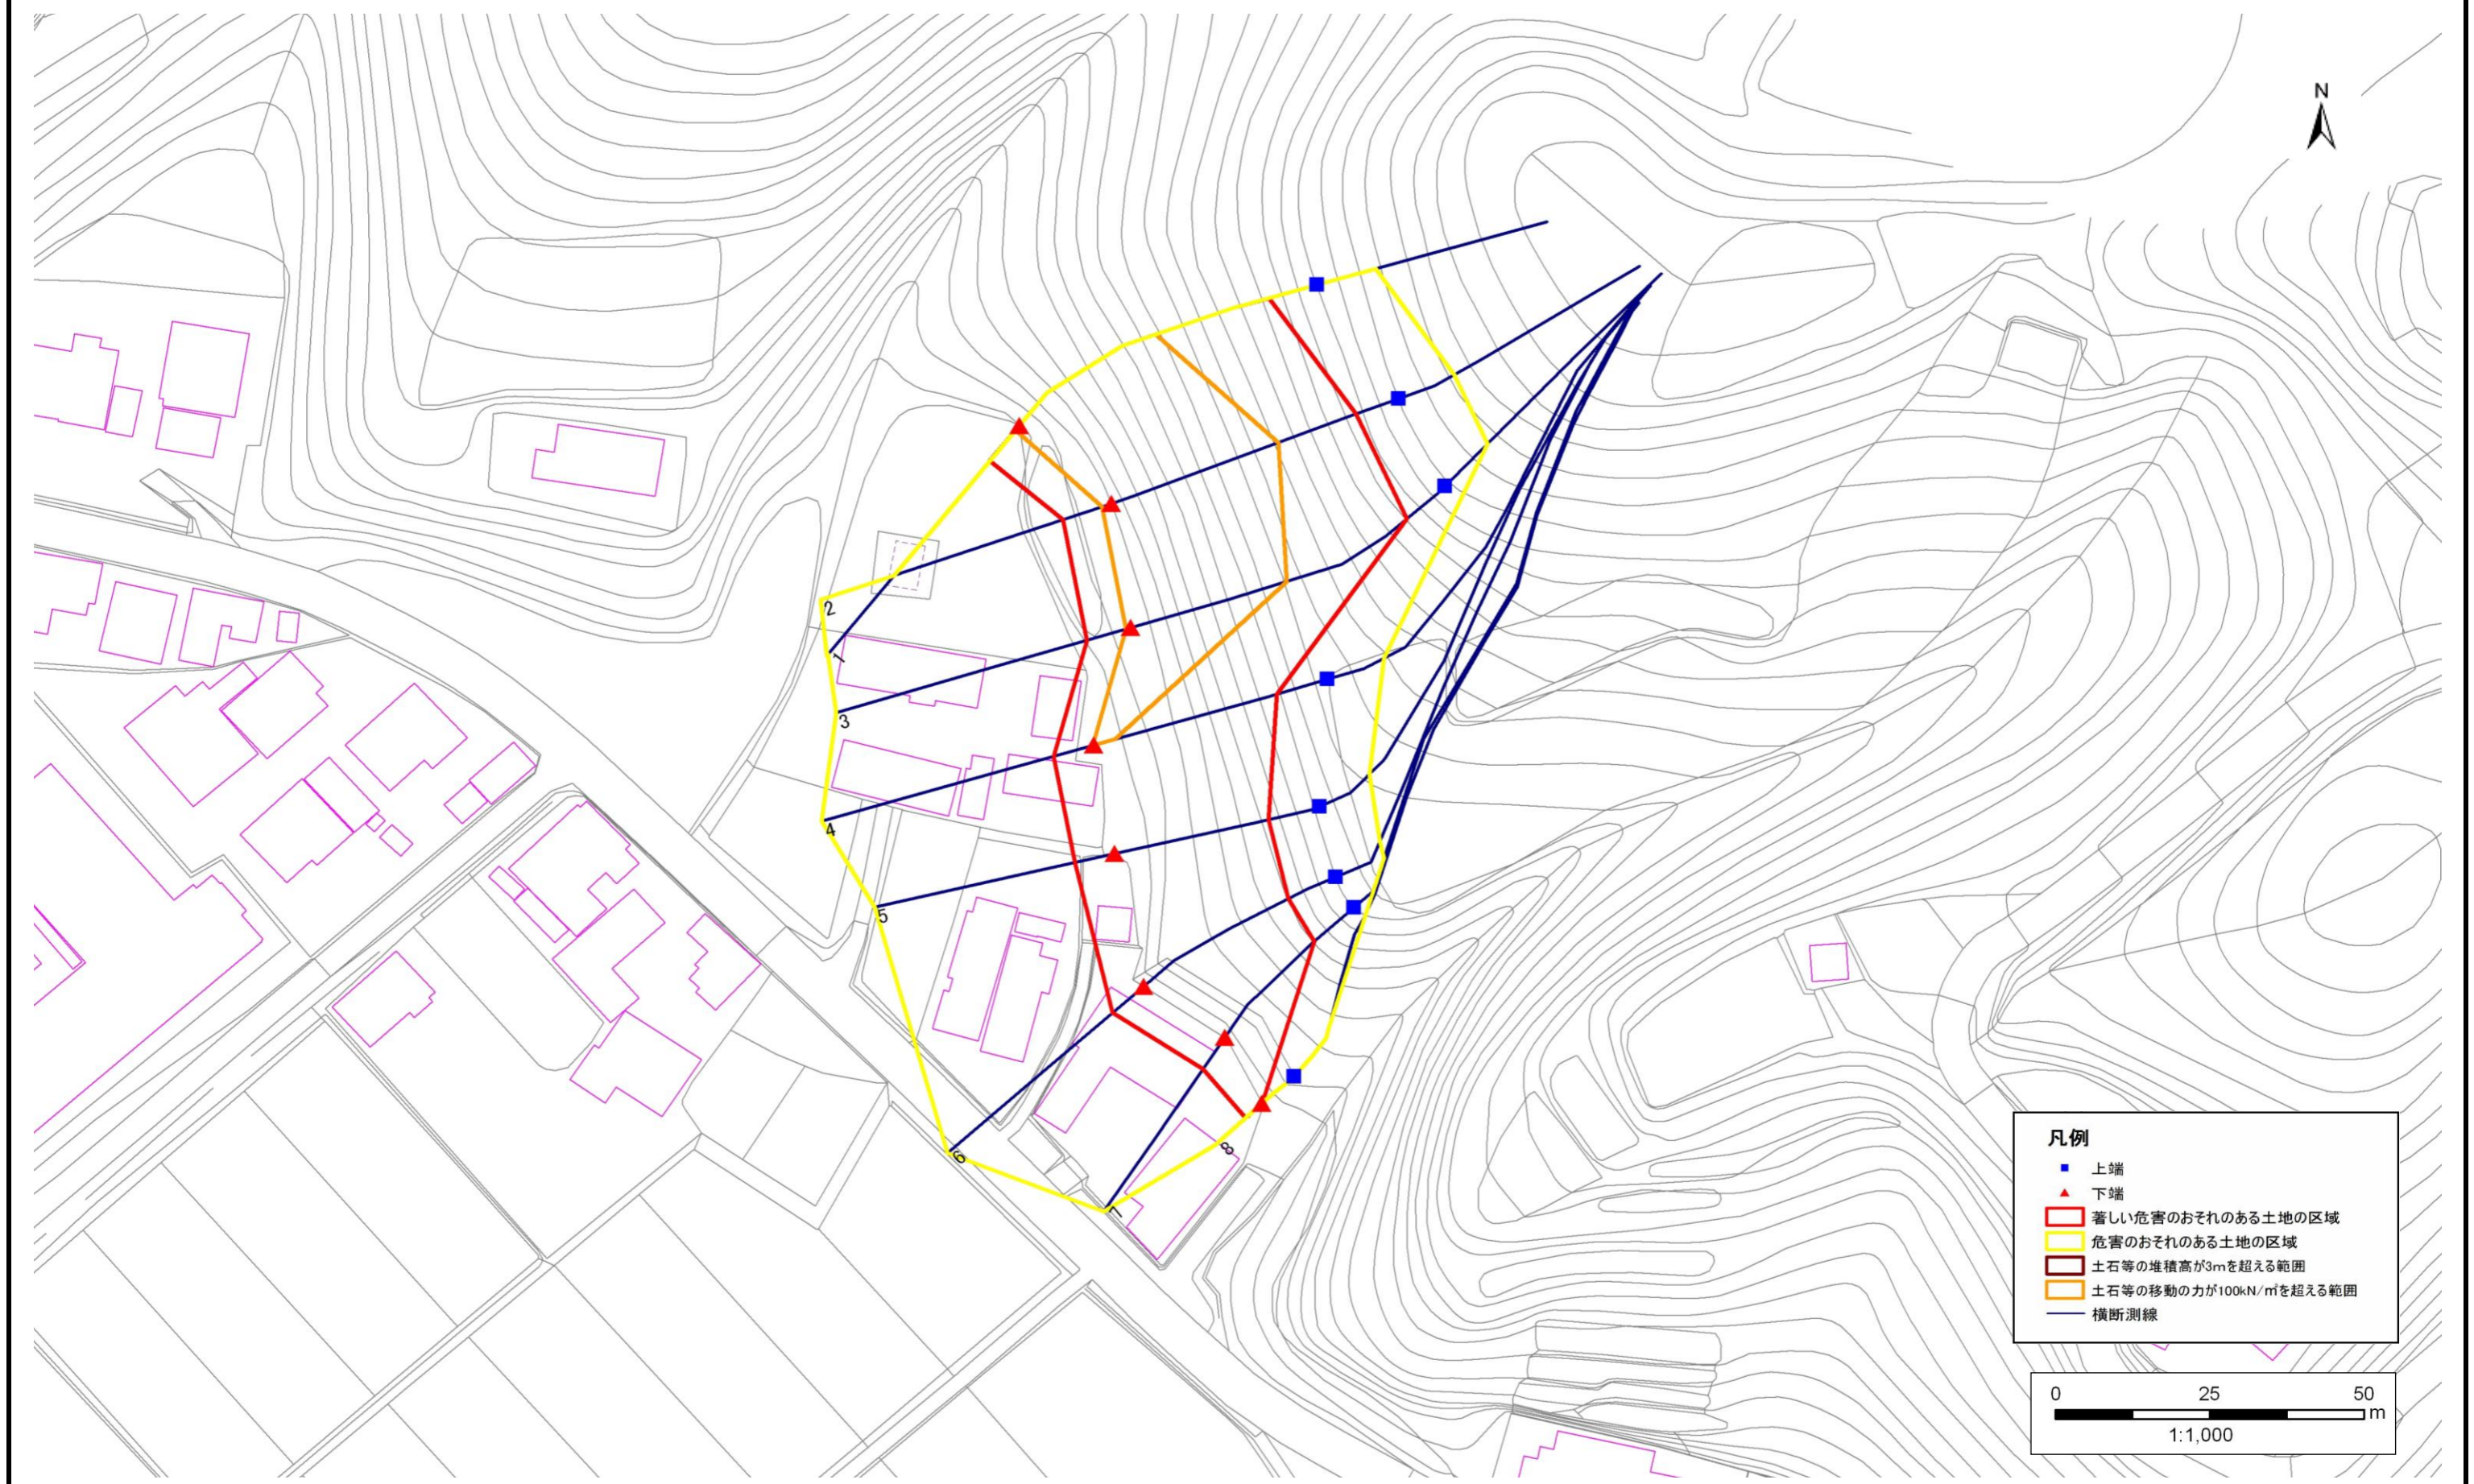 N
2
1
3
4
5
6
7
8
凡例
上端
下端
著しい危害のおそれのある土地の区域
危害のおそれのある土地の区域
土石等の堆積高が3mを超える範囲
土石等の移動の力が100kN/㎡を超える範囲
横断測線
0 25 50
m
1:1,000